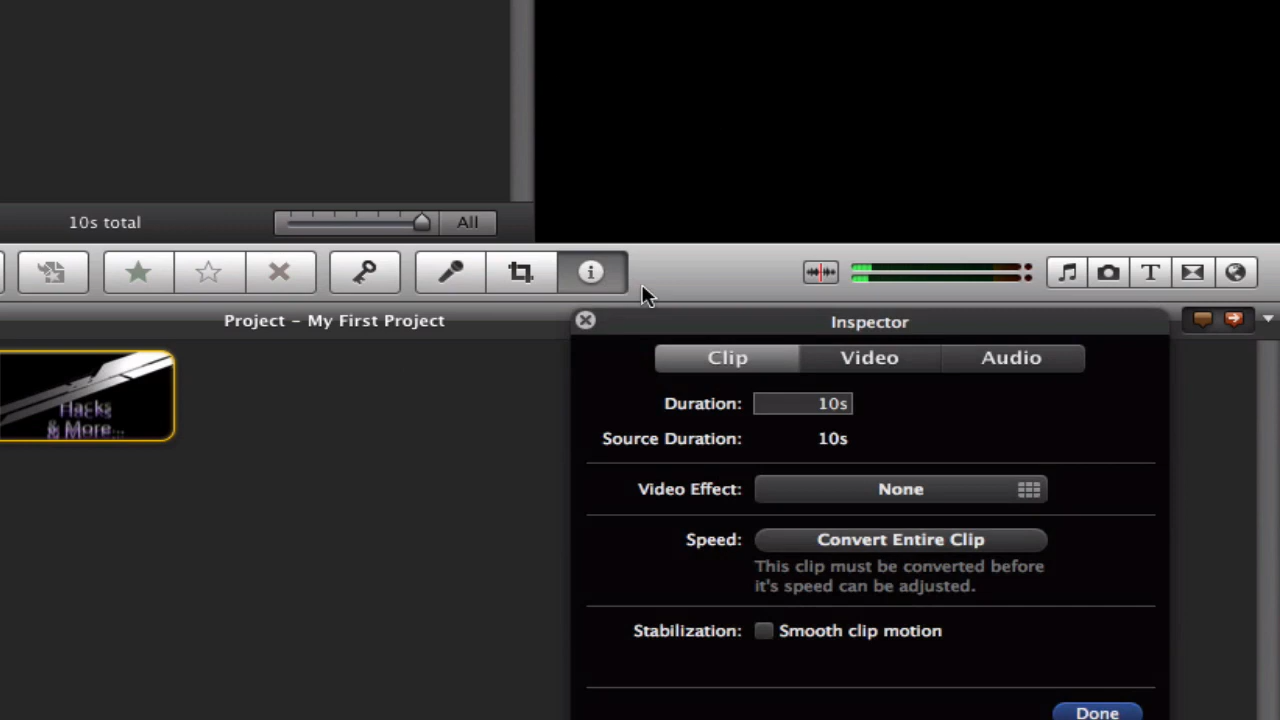 10s total
All
T
Project – My First Project
Inspector
Clip
Video
Audio
Hacks
& More...
Duration:
10s
Source Duration:
10s
Video Effect:
None
Speed:
Convert Entire Clip
This clip must be converted before
it's speed can be adjusted.
Stabilization:
Smooth clip motion
Done